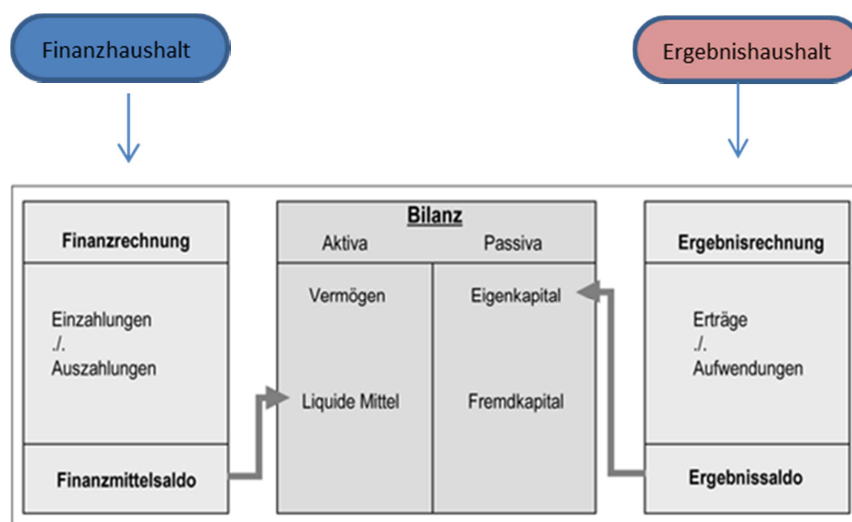 Finanzhaushalt
Ergebnishaushalt
Finanzrechnung
Einzahlungen
./.
Auszahlungen
Finanzmittelsaldo
Bilanz
Aktiva Passiva
Vermögen Eigenkapital
Liquide Mittel Fremdkapital
Ergebnisrechnung
Erträge
./.
Aufwendungen
Ergebnissaldo